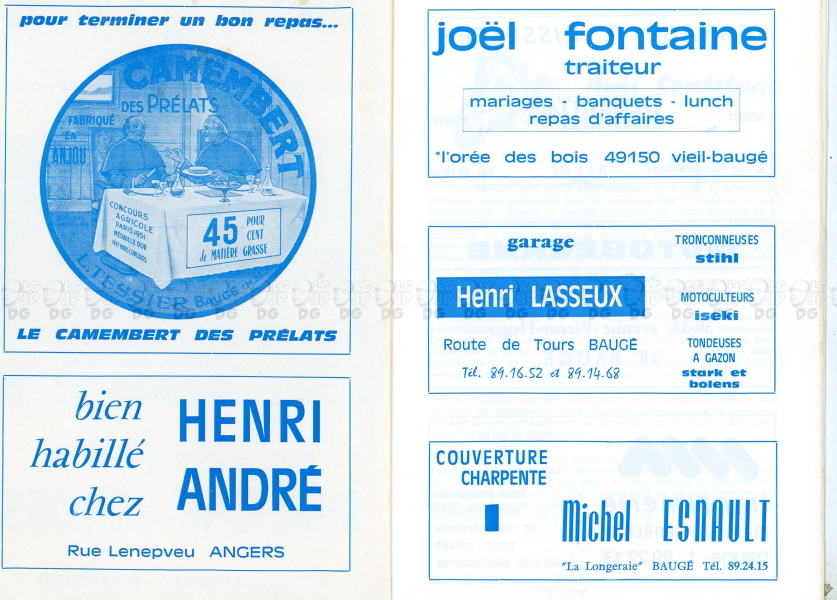 pour terminer un bon repas...
CAMEMBERT
DES PRÉLATS
FABRIQUÉ
en
ANJOU
CONCOURS
AGRICOLE
PARIS 1951
MÉDAILLE D'OR
45 POUR
CENT
de MATIÈRE GRASSE
L. TESSIER BAUGÉ
LE CAMEMBERT DES PRÉLATS
bien
habillé
chez
HENRI
ANDRÉ
Rue Lenepveu ANGERS
joël fontaine
traiteur
mariages - banquets - lunch
repas d'affaires
"l'orée des bois 49150 vieil-baugé
garage
Henri LASSEUX
Route de Tours BAUGÉ
Tél. 89.16.52 et 89.14.68
TRONÇONNEUSES
stihl
MOTOCULTEURS
iseki
TONDEUSES
A GAZON
stark et
bolens
COUVERTURE
CHARPENTE
Michel ESNAULT
"La Longeraie" BAUGÉ Tél. 89.24.15